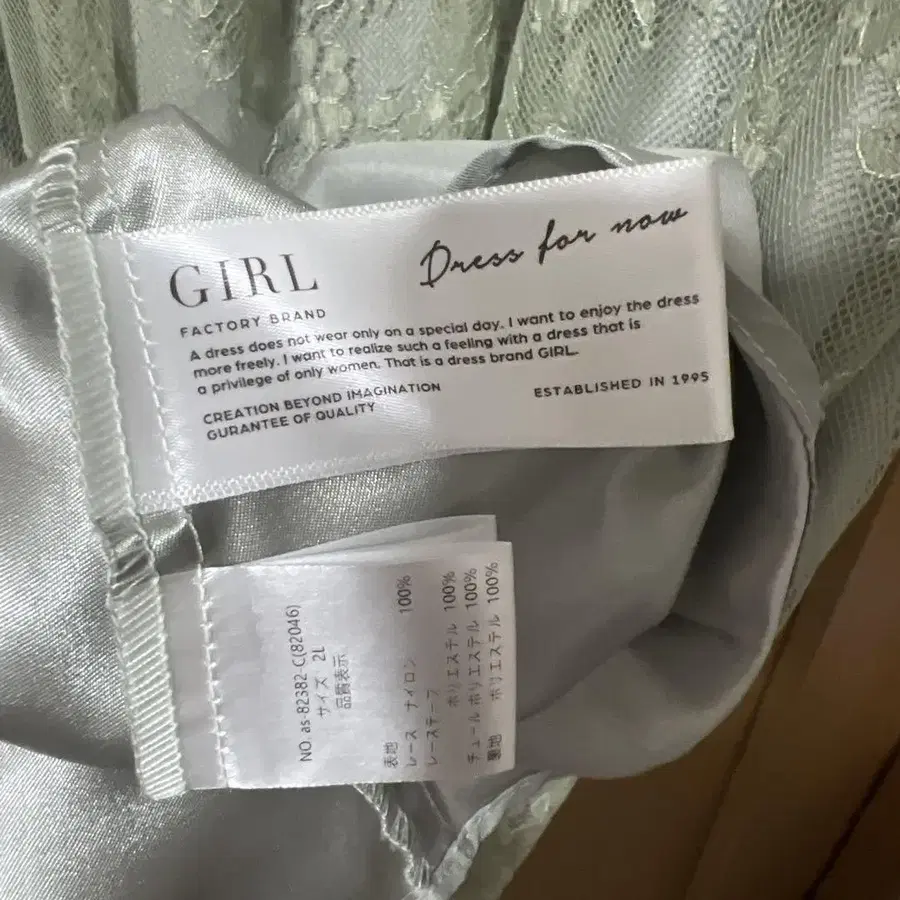 GIRL
FACTORY BRAND
Dress for now
A dress does not wear only on a special day. I want to enjoy the dress
more freely. I want to realize such a feeling with a dress that is
a privilege of only women. That is a dress brand GIRL.
CREATION BEYOND IMAGINATION
GURANTEE OF QUALITY
ESTABLISHED IN 1995
NO. as-82382-C(82046)
サイズ 2L
品質表示
表地
レース ナイロン 100%
レーステープ
ポリエステル 100%
チュール ポリエステル 100%
裏地 ポリエステル 100%